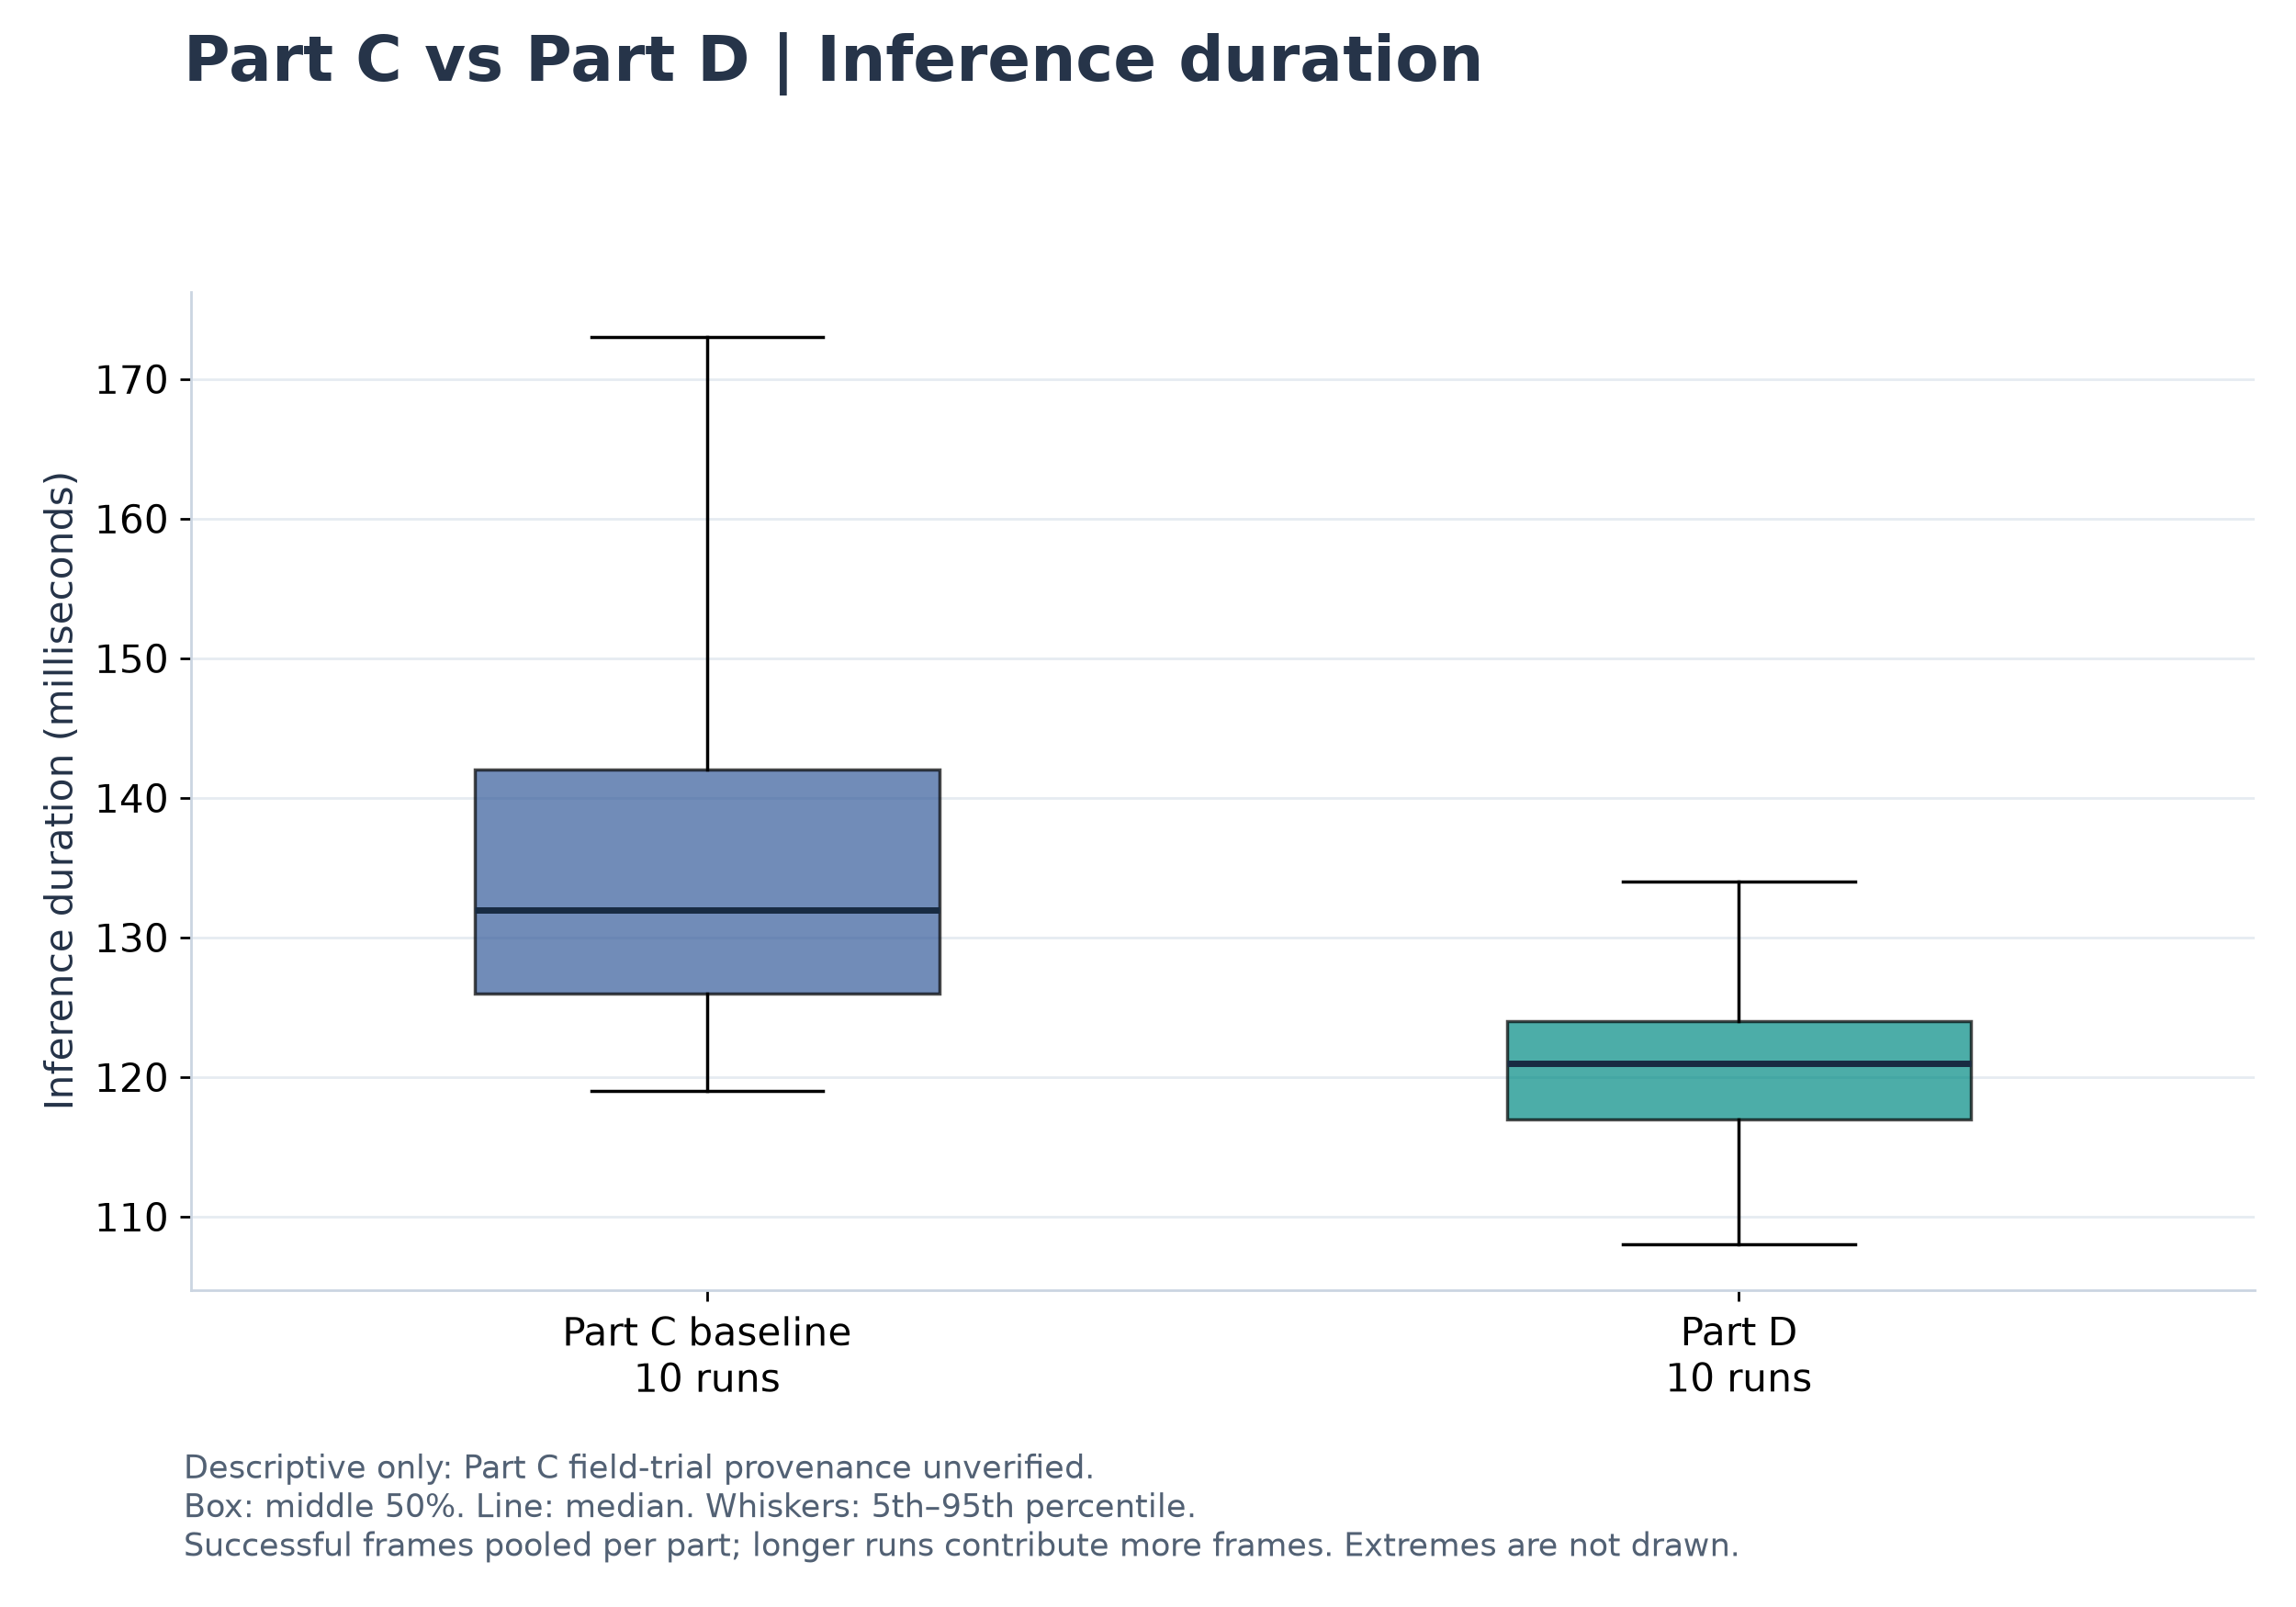 Part C vs Part D | Inference duration
Inference duration (milliseconds)
170
160
150
140
130
120
110
Part C baseline
10 runs
Part D
10 runs
Descriptive only: Part C field-trial provenance unverified.
Box: middle 50%. Line: median. Whiskers: 5th–95th percentile.
Successful frames pooled per part; longer runs contribute more frames. Extremes are not drawn.